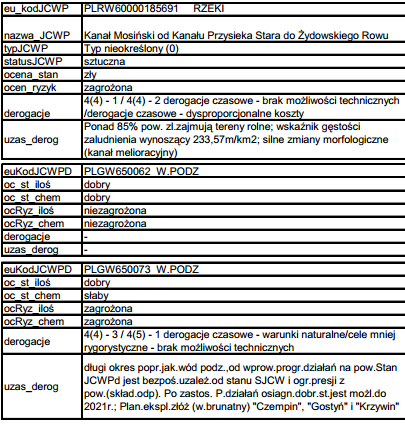 eu_kodJCWP PLRW60000185691 RZEKI
nazwa_JCWP Kanał Mosiński od Kanału Przysieka Stara do Żydowskiego Rowu
typJCWP Typ nieokreślony (0)
statusJCWP sztuczna
ocena_stan zły
ocen_ryzyk zagrożona
4(4) - 1 / 4(4) - 2 derogacje czasowe - brak możliwości technicznych
derogacje /derogacje czasowe - dysproporcjonalne koszty
Ponad 85% pow. zl.zajmują tereny rolne; wskaźnik gęstości
zaludnienia wynoszący 233,57m/km2; silne zmiany morfologiczne
uzas_derog (kanał melioracyjny)
euKodJCWPD PLGW650062 W.PODZ
oc_st_iloś dobry
oc_st_chem dobry
ocRyz_iloś niezagrożona
ocRyz_chem niezagrożona
derogacje -
uzas_derog -
euKodJCWPD PLGW650073 W.PODZ
oc_st_iloś dobry
oc_st_chem słaby
ocRyz_iloś zagrożona
ocRyz_chem zagrożona
4(4) - 3 / 4(5) - 1 derogacje czasowe - warunki naturalne/cele mniej
derogacje rygorystyczne - brak możliwości technicznych
długi okres popr.jak.wód podz.,od wprow.progr.działań na pow.Stan
JCWPd jest bezpoś.uzależ.od stanu SJCW i ogr.presji z
uzas_derog pow.(skład.odp). Po zastos. P.działań osiągn.dobr.st.jest możl.do
2021r.; Plan.ekspl.złóż (w.brunatny) "Czempin", "Gostyń" i "Krzywin"